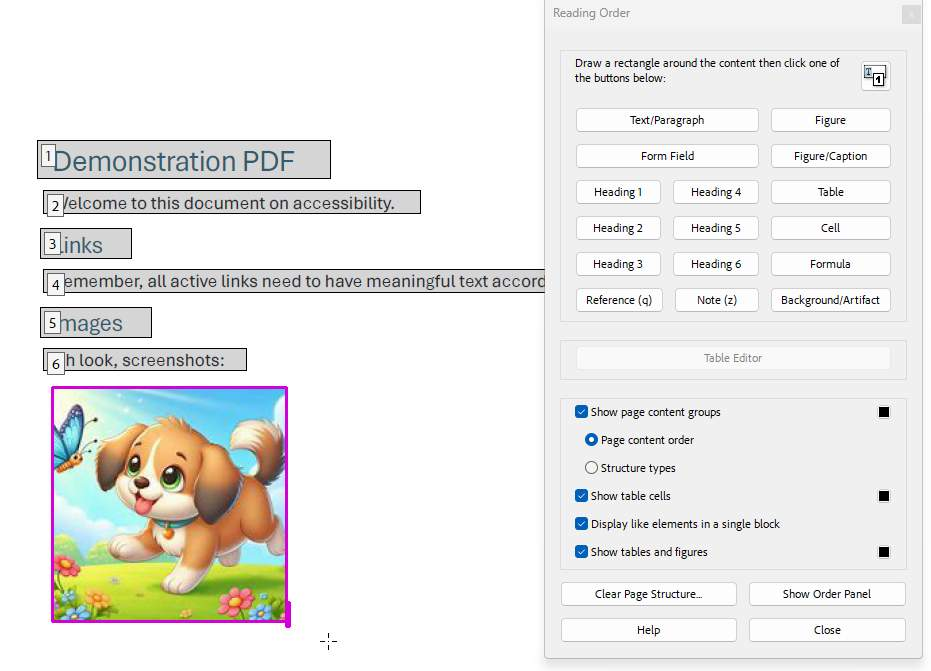 1 Demonstration PDF
2 elcome to this document on accessibility.
3 inks
4 emember, all active links need to have meaningful text accord
5 mages
6 h look, screenshots:
Reading Order
Draw a rectangle around the content then click one of
the buttons below:
1
Text/Paragraph Figure
Form Field Figure/Caption
Heading 1 Heading 4 Table
Heading 2 Heading 5 Cell
Heading 3 Heading 6 Formula
Reference (q) Note (z) Background/Artifact
Table Editor
Show page content groups
Page content order
Structure types
Show table cells
Display like elements in a single block
Show tables and figures
Clear Page Structure... Show Order Panel
Help Close